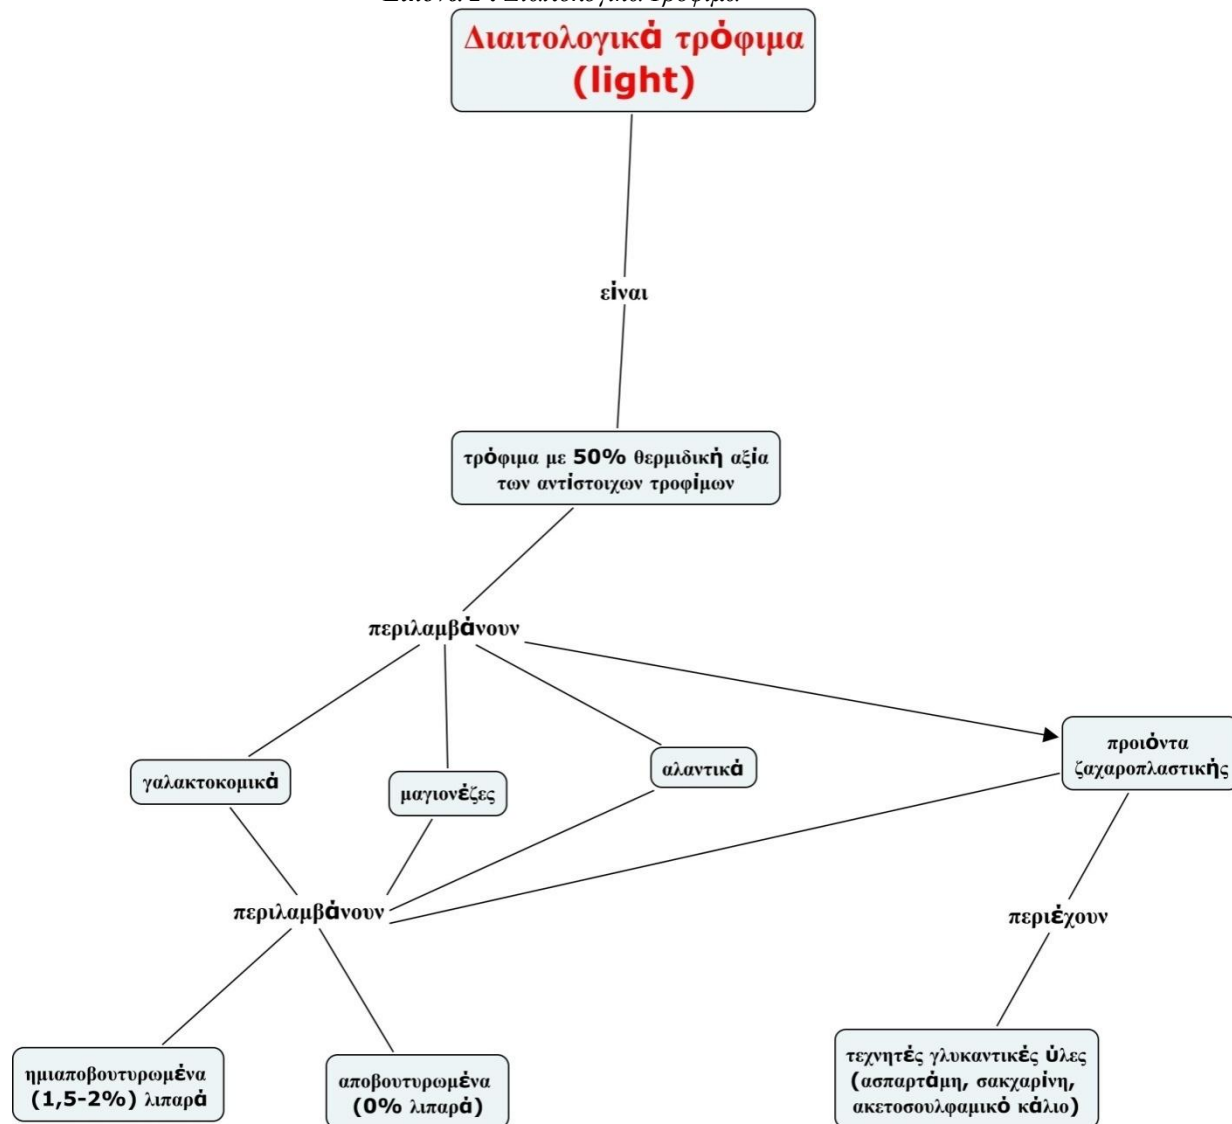 Διαιτολογικά τρόφιμα
(light)
είναι
τρόφιμα με 50% θερμιδική αξία
των αντίστοιχων τροφίμων
περιλαμβάνουν
γαλακτοκομικά
μαγιονέζες
αλαντικά
προιόντα
ζαχαροπλαστικής
περιλαμβάνουν
περιέχουν
ημιαποβουτυρωμένα
(1,5-2%) λιπαρά
αποβουτυρωμένα
(0% λιπαρά)
τεχνητές γλυκαντικές ύλες
(ασπαρτάμη, σακχαρίνη,
ακετοσουλφαμικό κάλιο)